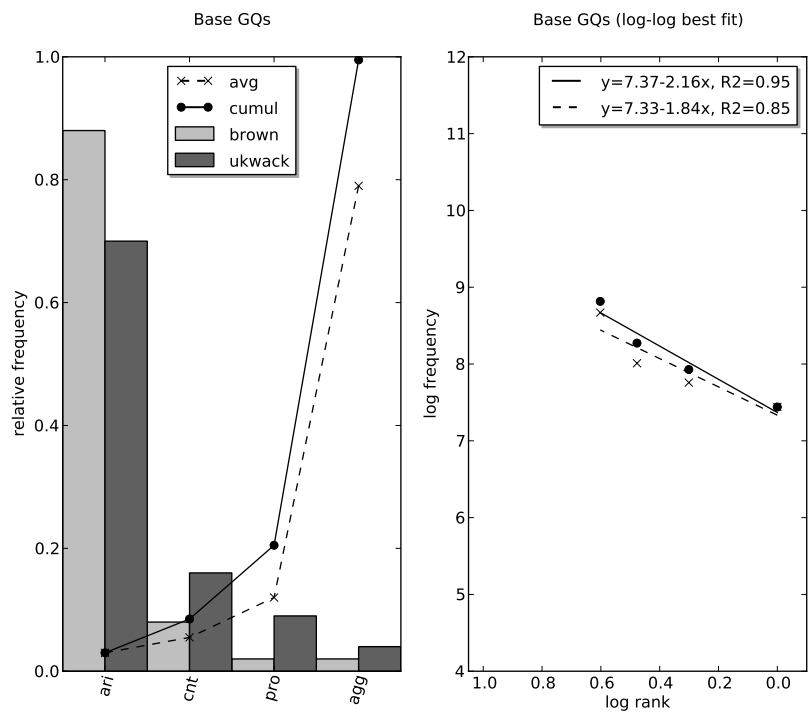 Base GQs
1.0
0.8
0.6
0.4
0.2
0.0
relative frequency
avg
cumul
brown
ukwack
ari
cnt
pro
agg
Base GQs (log-log best fit)
12
11
10
9
8
7
6
5
4
log frequency
y=7.37-2.16x, R2=0.95
y=7.33-1.84x, R2=0.85
1.0 0.8 0.6 0.4 0.2 0.0
log rank